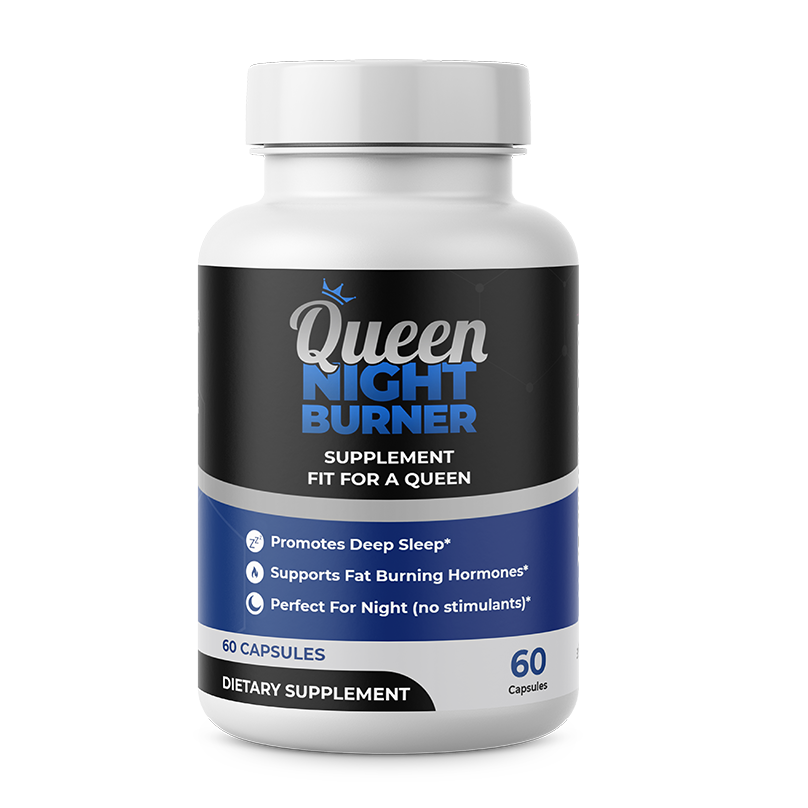 Queen
NIGHT
BURNER
SUPPLEMENT
FIT FOR A QUEEN
zzz
Promotes Deep Sleep*
Supports Fat Burning Hormones*
Perfect For Night (no stimulants)*
60 CAPSULES
60
Capsules
DIETARY SUPPLEMENT